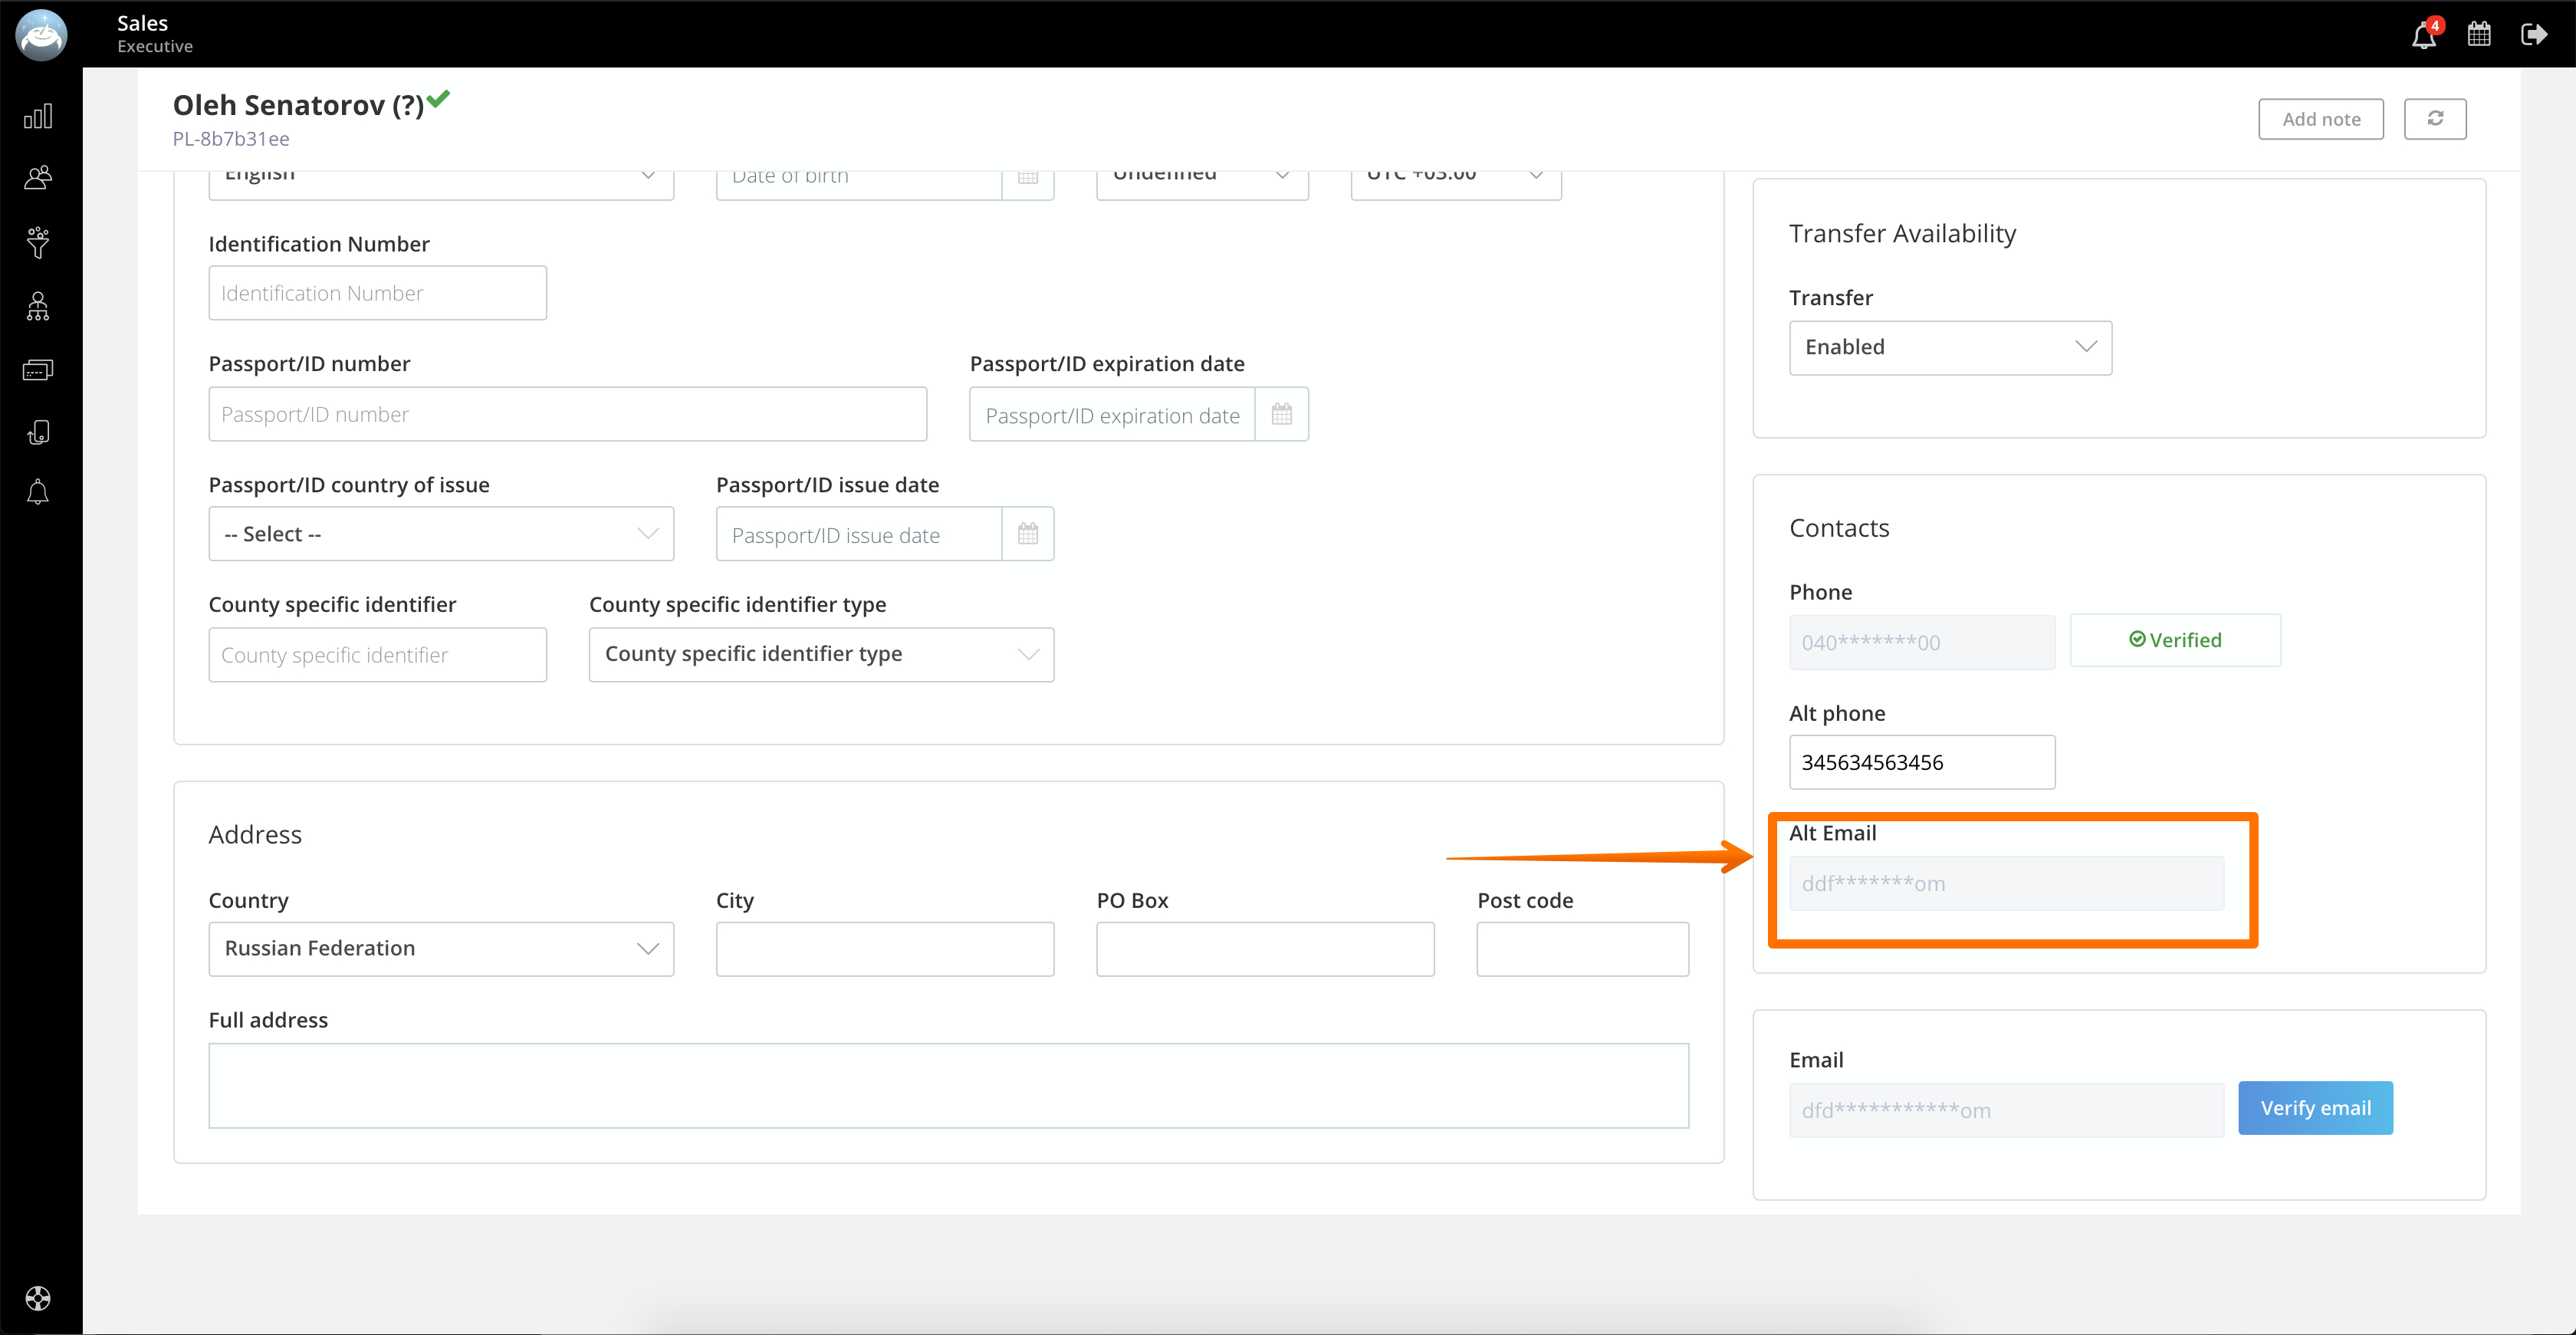 Sales
Executive
4
Oleh Senatorov (?)
PL-8b7b31ee
Add note
English
Date of birth
Undefined
UTC +03:00
Identification Number
Identification Number
Passport/ID number
Passport/ID expiration date
Passport/ID number
Passport/ID expiration date
Passport/ID country of issue
Passport/ID issue date
-- Select --
Passport/ID issue date
County specific identifier
County specific identifier type
County specific identifier
County specific identifier type
Address
Country
City
PO Box
Post code
Russian Federation
Full address
Transfer Availability
Transfer
Enabled
Contacts
Phone
040*******00
Verified
Alt phone
345634563456
Alt Email
ddf*******om
Email
dfd***********om
Verify email